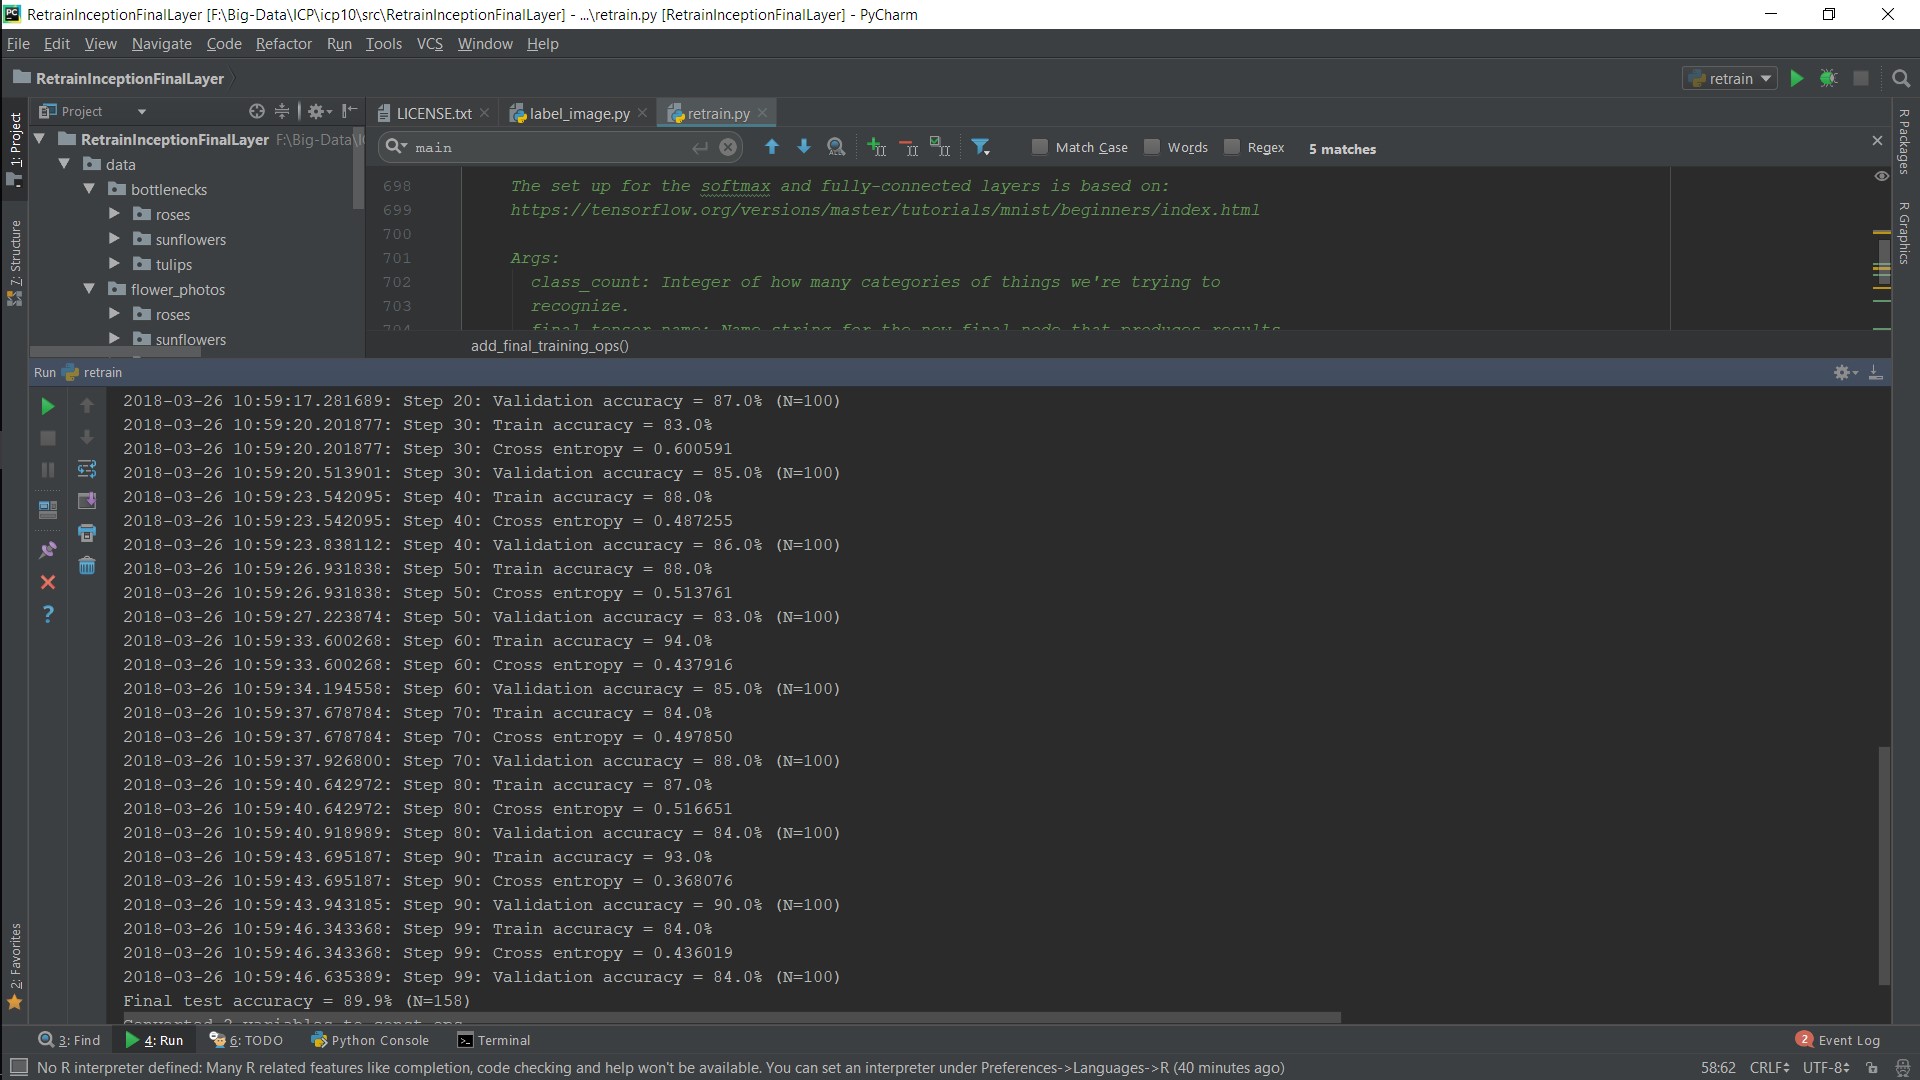 RetrainInceptionFinalLayer [F:\Big-Data\ICP\icp10\src\RetrainInceptionFinalLayer] - ...\retrain.py [RetrainInceptionFinalLayer] - PyCharm
File Edit View Navigate Code Refactor Run Tools VCS Window Help
RetrainInceptionFinalLayer
retrain
Project
LICENSE.txt
label_image.py
retrain.py
1: Project
7: Structure
2: Favorites
R Packages
R Graphics
RetrainInceptionFinalLayer F:\Big-Data\I
data
bottlenecks
roses
sunflowers
tulips
flower_photos
roses
sunflowers
main
Match Case Words Regex 5 matches
698 The set up for the softmax and fully-connected layers is based on:
699 https://tensorflow.org/versions/master/tutorials/mnist/beginners/index.html
700
701 Args:
702 class_count: Integer of how many categories of things we're trying to
703 recognize.
704 final_tensor_name: Name string for the new final node that produces results
add_final_training_ops()
Run retrain
2018-03-26 10:59:17.281689: Step 20: Validation accuracy = 87.0% (N=100)
2018-03-26 10:59:20.201877: Step 30: Train accuracy = 83.0%
2018-03-26 10:59:20.201877: Step 30: Cross entropy = 0.600591
2018-03-26 10:59:20.513901: Step 30: Validation accuracy = 85.0% (N=100)
2018-03-26 10:59:23.542095: Step 40: Train accuracy = 88.0%
2018-03-26 10:59:23.542095: Step 40: Cross entropy = 0.487255
2018-03-26 10:59:23.838112: Step 40: Validation accuracy = 86.0% (N=100)
2018-03-26 10:59:26.931838: Step 50: Train accuracy = 88.0%
2018-03-26 10:59:26.931838: Step 50: Cross entropy = 0.513761
2018-03-26 10:59:27.223874: Step 50: Validation accuracy = 83.0% (N=100)
2018-03-26 10:59:33.600268: Step 60: Train accuracy = 94.0%
2018-03-26 10:59:33.600268: Step 60: Cross entropy = 0.437916
2018-03-26 10:59:34.194558: Step 60: Validation accuracy = 85.0% (N=100)
2018-03-26 10:59:37.678784: Step 70: Train accuracy = 84.0%
2018-03-26 10:59:37.678784: Step 70: Cross entropy = 0.497850
2018-03-26 10:59:37.926800: Step 70: Validation accuracy = 88.0% (N=100)
2018-03-26 10:59:40.642972: Step 80: Train accuracy = 87.0%
2018-03-26 10:59:40.642972: Step 80: Cross entropy = 0.516651
2018-03-26 10:59:40.918989: Step 80: Validation accuracy = 84.0% (N=100)
2018-03-26 10:59:43.695187: Step 90: Train accuracy = 93.0%
2018-03-26 10:59:43.695187: Step 90: Cross entropy = 0.368076
2018-03-26 10:59:43.943185: Step 90: Validation accuracy = 90.0% (N=100)
2018-03-26 10:59:46.343368: Step 99: Train accuracy = 84.0%
2018-03-26 10:59:46.343368: Step 99: Cross entropy = 0.436019
2018-03-26 10:59:46.635389: Step 99: Validation accuracy = 84.0% (N=100)
Final test accuracy = 89.9% (N=158)
Converted 2 variables to const ops.
3: Find 4: Run 6: TODO Python Console Terminal 2 Event Log
No R interpreter defined: Many R related features like completion, code checking and help won't be available. You can set an interpreter under Preferences->Languages->R (40 minutes ago) 58:62 CRLF UTF-8